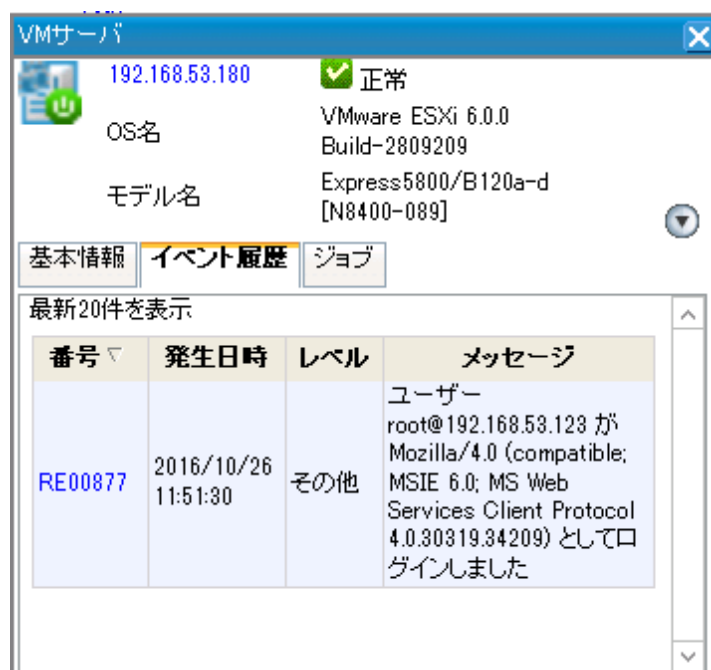 VMサーバ
192.168.53.180
正常
OS名
VMware ESXi 6.0.0
Build-2809209
モデル名
Express5800/B120a-d
[N8400-089]
基本情報 イベント履歴 ジョブ
最新20件を表示
番号 発生日時 レベル メッセージ
RE00877
2016/10/26
11:51:30
その他
ユーザー
root@192.168.53.123 が
Mozilla/4.0 (compatible;
MSIE 6.0; MS Web
Services Client Protocol
4.0.30319.34209) としてロ
グインしました